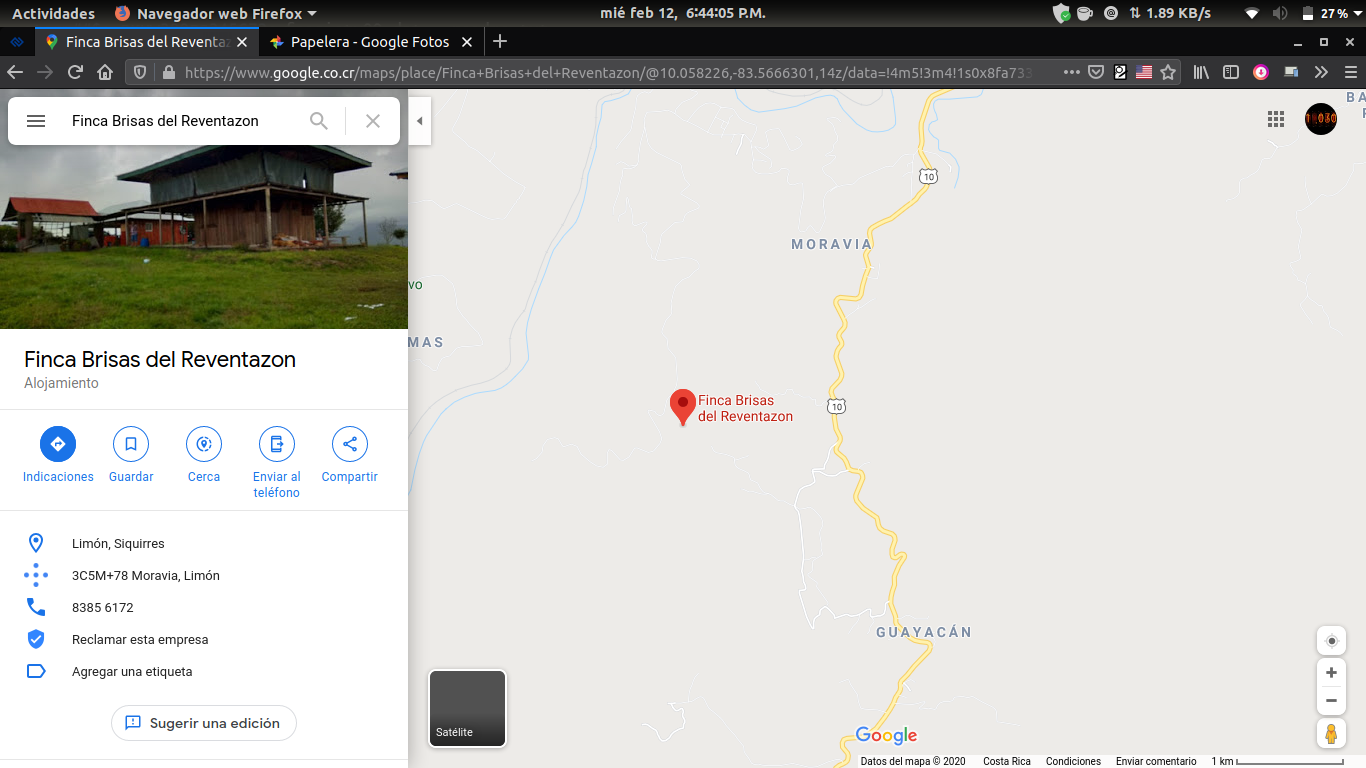 Actividades
Navegador web Firefox
mié feb 12, 6:44:05 P.M.
1.89 KB/s
27 %
Finca Brisas del Reventaz
Papelera - Google Fotos
https://www.google.co.cr/maps/place/Finca+Brisas+del+Reventazon/@10.058226,-83.5666301,14z/data=!4m5!3m4!1s0x8fa733
Finca Brisas del Reventazon
Finca Brisas del Reventazon
Alojamiento
Indicaciones
Guardar
Cerca
Enviar al
teléfono
Compartir
Limón, Siquirres
3C5M+78 Moravia, Limón
8385 6172
Reclamar esta empresa
Agregar una etiqueta
Sugerir una edición
BA
10
MORAVIA
VO
MAS
Finca Brisas
del Reventazon
10
GUAYACÁN
Satélite
Google
Datos del mapa © 2020
Costa Rica
Condiciones
Enviar comentario
1 km